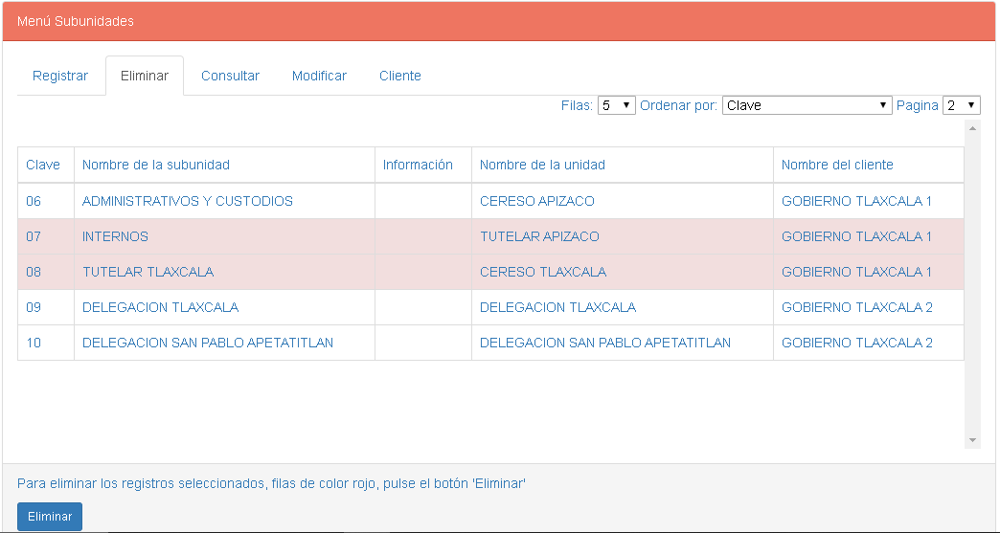 Menú Subunidades
Registrar Eliminar Consultar Modificar Cliente
Filas: 5 Ordenar por: Clave Pagina 2
Clave Nombre de la subunidad Información Nombre de la unidad Nombre del cliente
06 ADMINISTRATIVOS Y CUSTODIOS CERESO APIZACO GOBIERNO TLAXCALA 1
07 INTERNOS TUTELAR APIZACO GOBIERNO TLAXCALA 1
08 TUTELAR TLAXCALA CERESO TLAXCALA GOBIERNO TLAXCALA 1
09 DELEGACION TLAXCALA DELEGACION TLAXCALA GOBIERNO TLAXCALA 2
10 DELEGACION SAN PABLO APETATITLAN DELEGACION SAN PABLO APETATITLAN GOBIERNO TLAXCALA 2
Para eliminar los registros seleccionados, filas de color rojo, pulse el botón 'Eliminar'
Eliminar